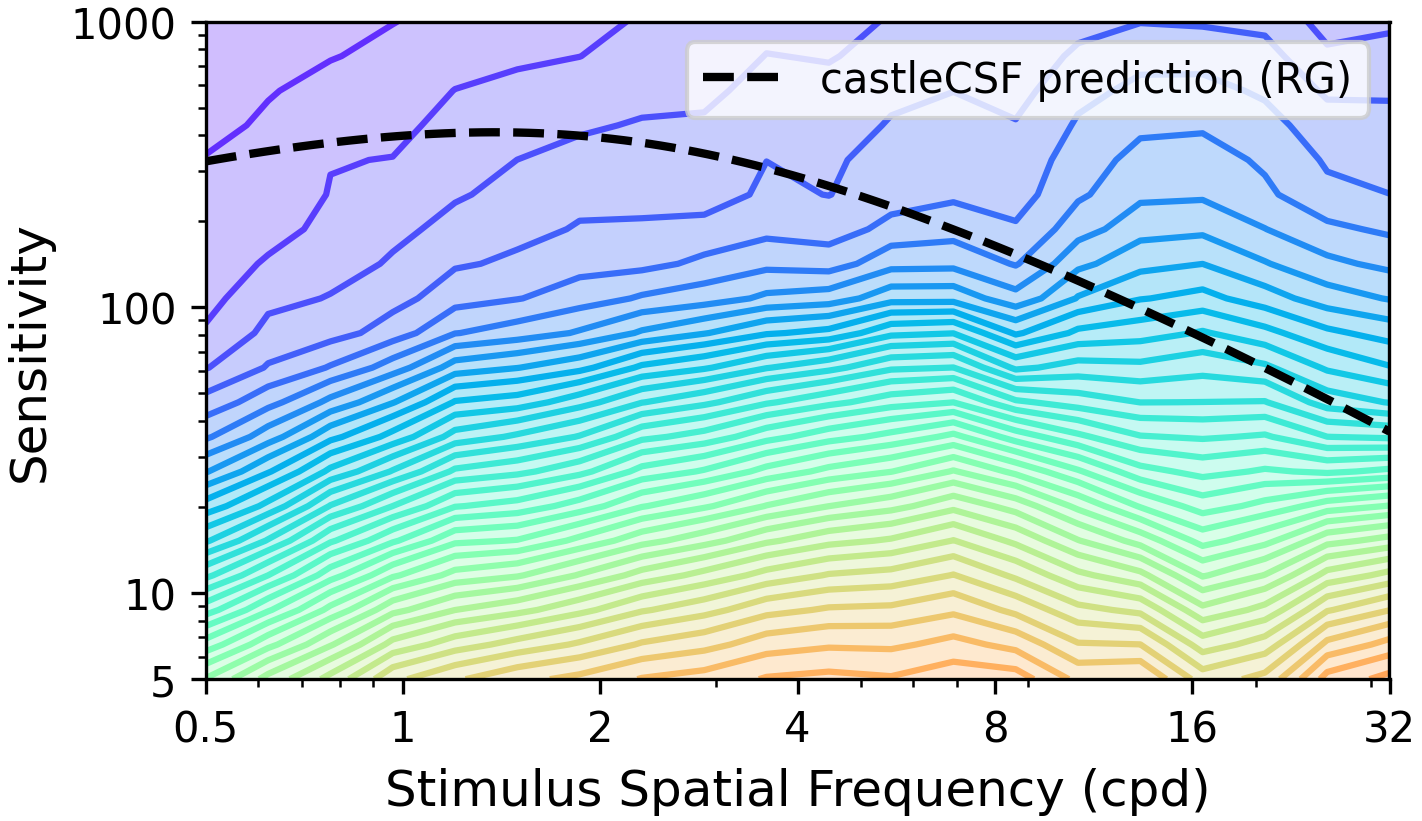 1000
100
10
5
Sensitivity
castleCSF prediction (RG)
0.5 1 2 4 8 16 32
Stimulus Spatial Frequency (cpd)